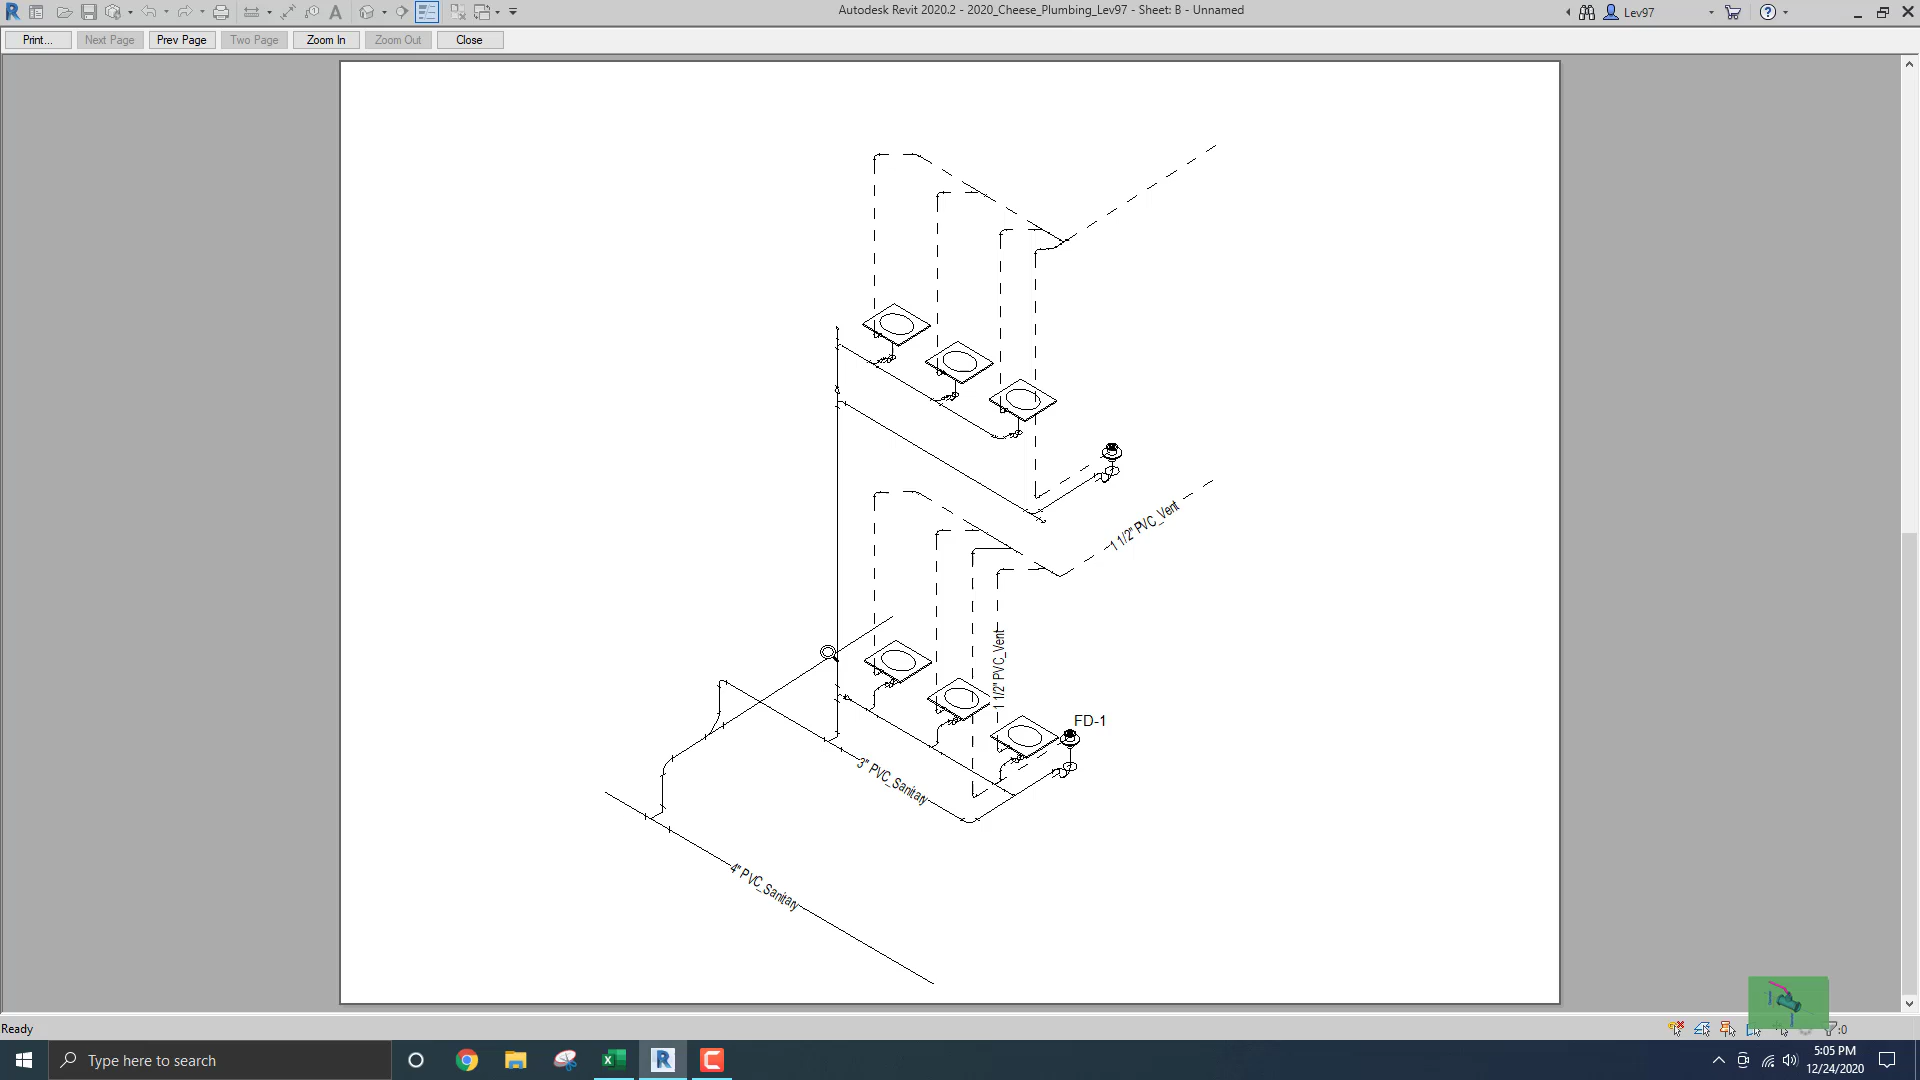 Autodesk Revit 2020.2 - 2020_Cheese_Plumbing_Lev97 - Sheet: B - Unnamed
Lev97
Print... Next Page Prev Page Two Page Zoom In Zoom Out Close
1 1/2" PVC_Vent
1 1/2" PVC_Vent
FD-1
3" PVC_Sanitary
4" PVC_Sanitary
Ready
:0
Type here to search
5:05 PM
12/24/2020